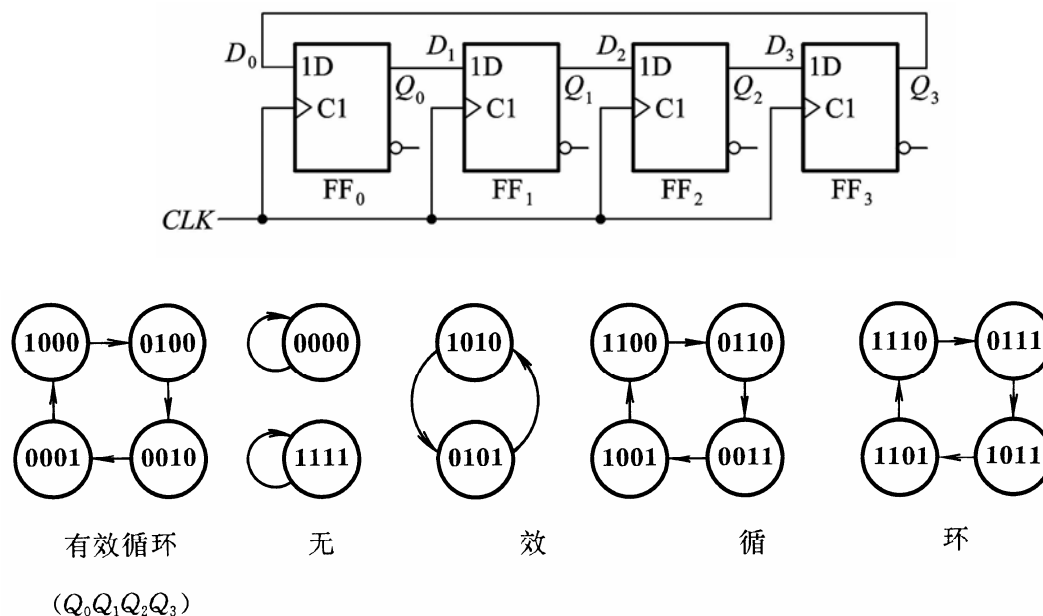 D₀ 1D Q₀ D₁ 1D Q₁ D₂ 1D Q₂ D₃ 1D Q₃
C1 C1 C1 C1
FF₀ FF₁ FF₂ FF₃
CLK
1000 0100 0000 1010 1100 0110 1110 0111
0001 0010 1111 0101 1001 0011 1101 1011
有效循环 无 效 循 环
(Q₀Q₁Q₂Q₃)